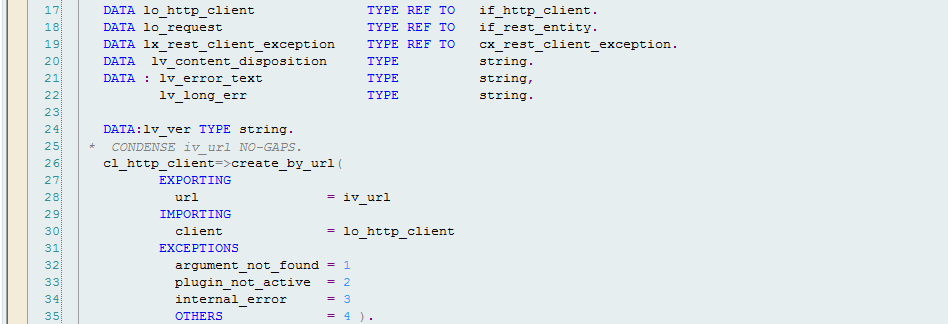 17 DATA lo_http_client TYPE REF TO if_http_client.
18 DATA lo_request TYPE REF TO if_rest_entity.
19 DATA lx_rest_client_exception TYPE REF TO cx_rest_client_exception.
20 DATA lv_content_disposition TYPE string.
21 DATA : lv_error_text TYPE string,
22 lv_long_err TYPE string.
23
24 DATA:lv_ver TYPE string.
25 * CONDENSE iv_url NO-GAPS.
26 cl_http_client=>create_by_url(
27 EXPORTING
28 url = iv_url
29 IMPORTING
30 client = lo_http_client
31 EXCEPTIONS
32 argument_not_found = 1
33 plugin_not_active = 2
34 internal_error = 3
35 OTHERS = 4 ).